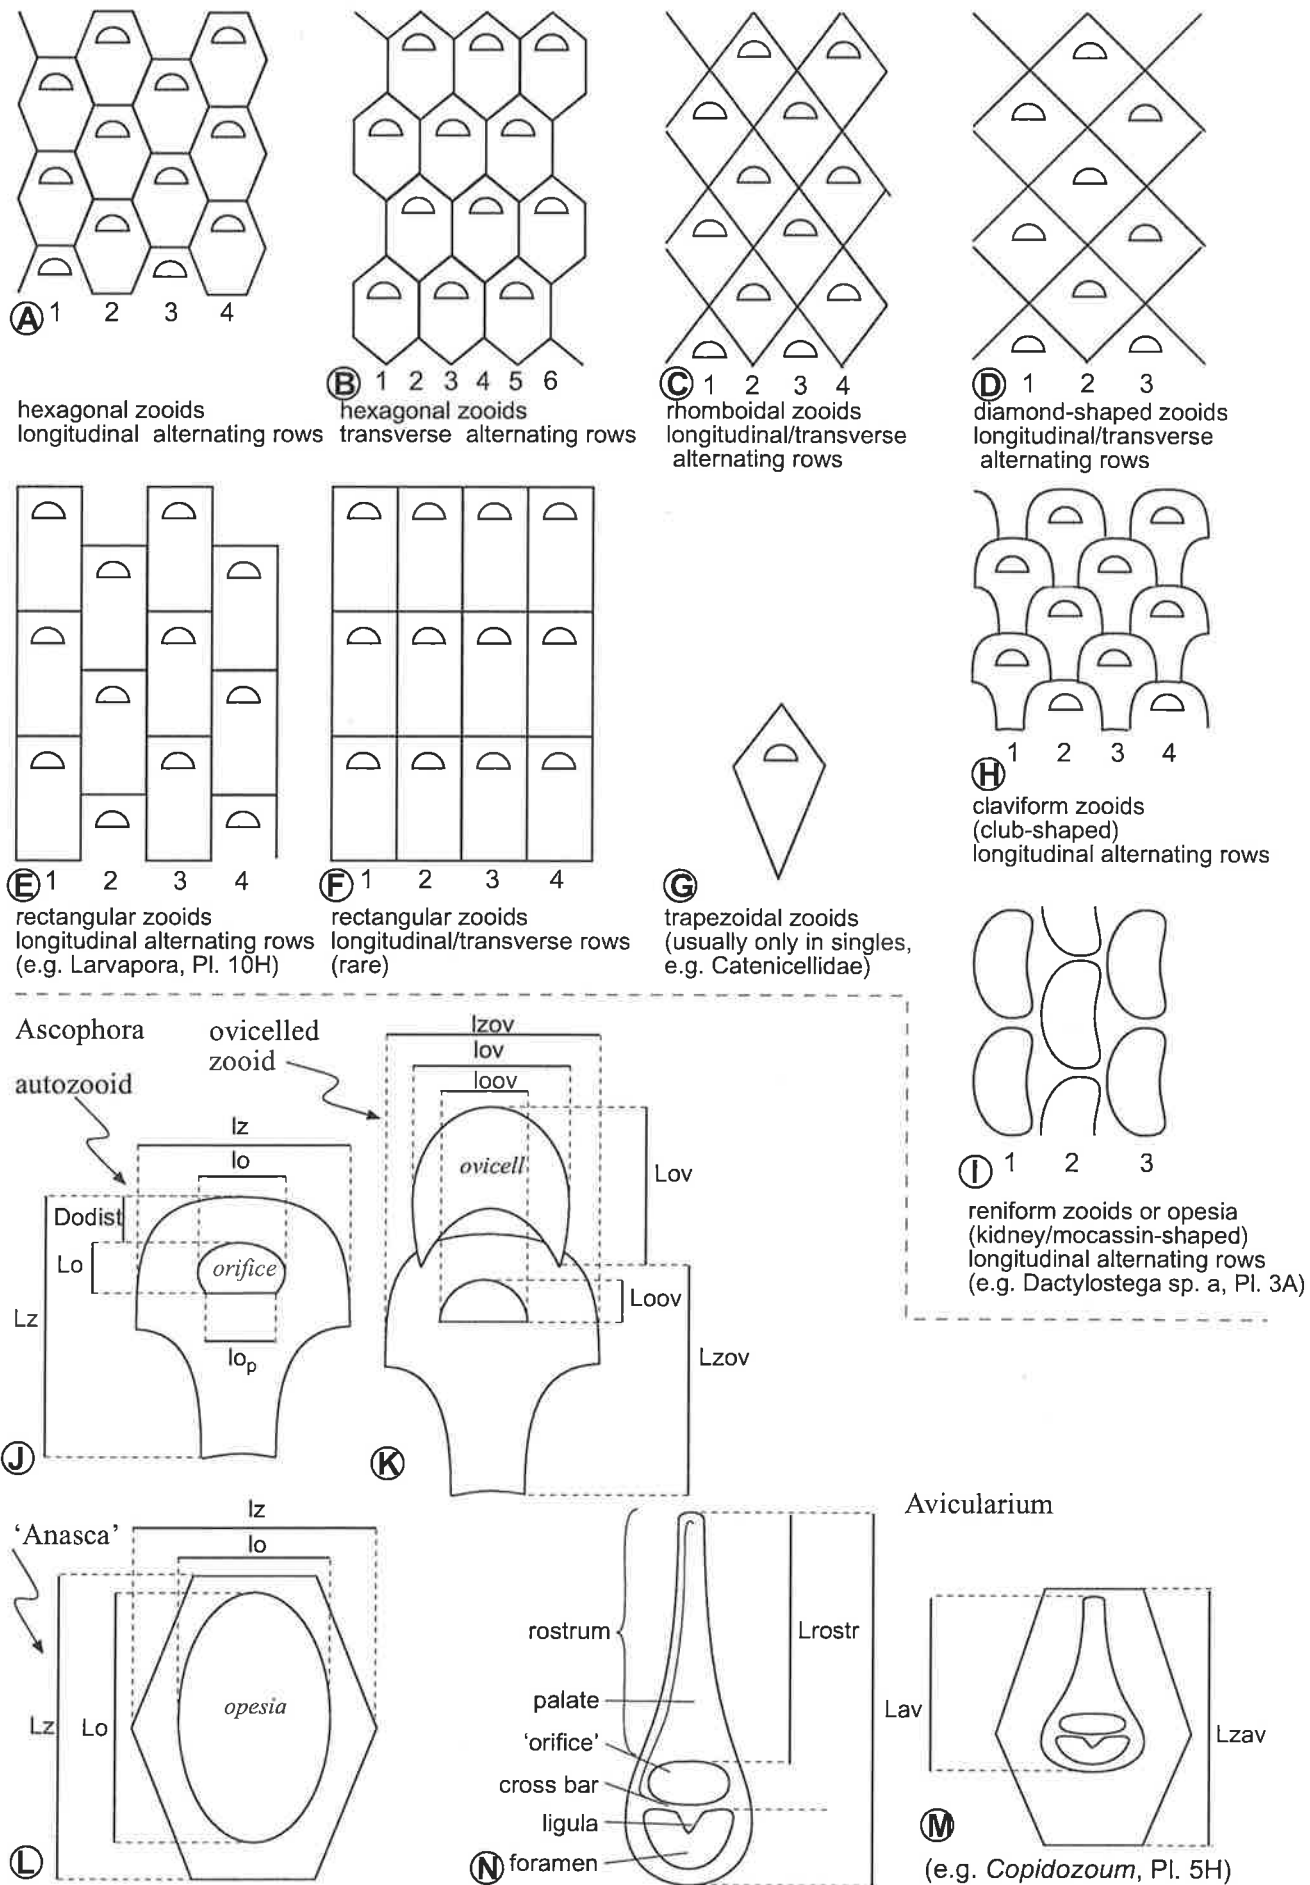 A 1 2 3 4
hexagonal zooids
longitudinal alternating rows
B 1 2 3 4 5 6
hexagonal zooids
transverse alternating rows
C 1 2 3 4
rhomboidal zooids
longitudinal/transverse
alternating rows
D 1 2 3
diamond-shaped zooids
longitudinal/transverse
alternating rows
E 1 2 3 4
rectangular zooids
longitudinal alternating rows
(e.g. Larvapora, Pl. 10H)
F 1 2 3 4
rectangular zooids
longitudinal/transverse rows
(rare)
G
trapezoidal zooids
(usually only in singles,
e.g. Catenicellidae)
H 1 2 3 4
claviform zooids
(club-shaped)
longitudinal alternating rows
I 1 2 3
reniform zooids or opesia
(kidney/mocassin-shaped)
longitudinal alternating rows
(e.g. Dactylostega sp. a, Pl. 3A)
Ascophora
autozooid
lz
lo
Dodist
Lo
orifice
Lz
lop
J
ovicelled
zooid
lzov
lov
loov
ovicell
Lov
Loov
Lzov
K
'Anasca'
lz
lo
Lz
Lo
opesia
L
rostrum
Lrostr
palate
'orifice'
cross bar
ligula
foramen
N
Avicularium
Lav
Lzav
M
(e.g. Copidozoum, Pl. 5H)